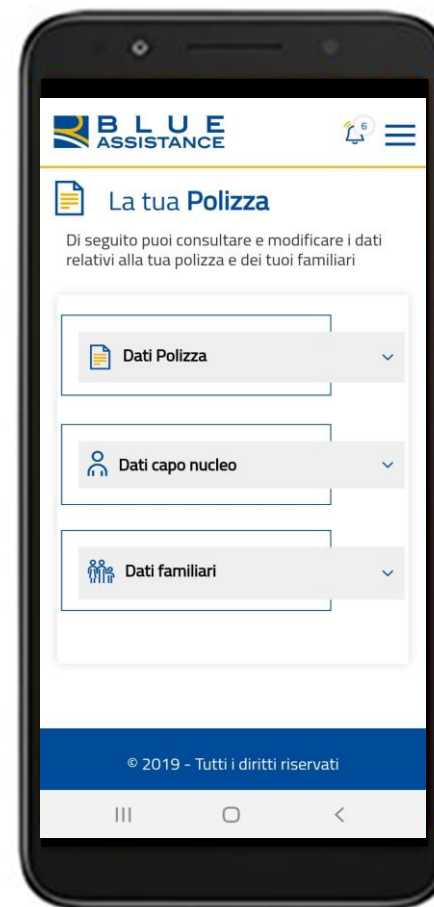 BLUE
ASSISTANCE
6
La tua Polizza
Di seguito puoi consultare e modificare i dati
relativi alla tua polizza e dei tuoi familiari
Dati Polizza
Dati capo nucleo
Dati familiari
© 2019 - Tutti i diritti riservati